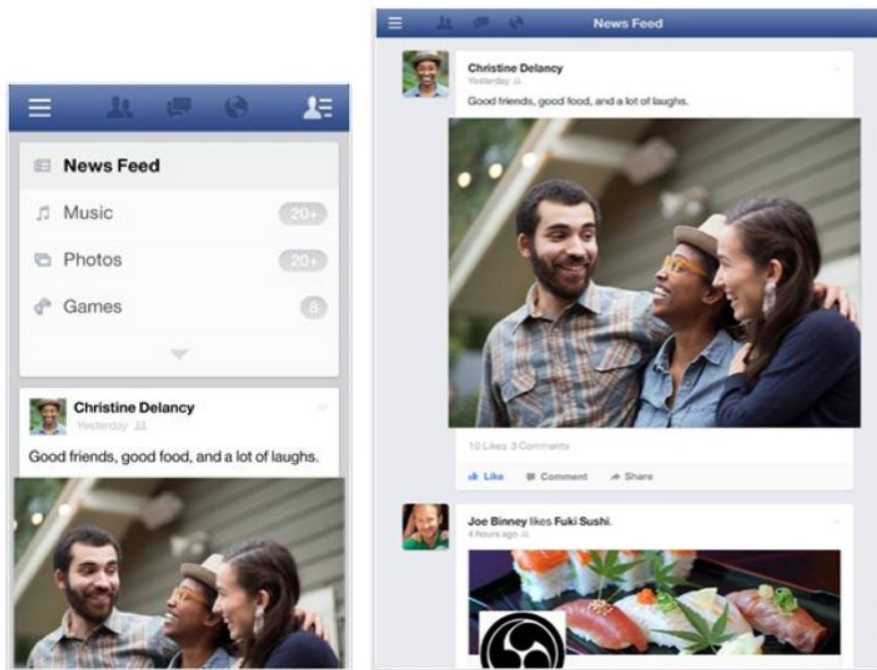 News Feed
Music 20+
Photos 20+
Games 8
Christine Delancy
Yesterday
Good friends, good food, and a lot of laughs.
News Feed
Christine Delancy
Yesterday
Good friends, good food, and a lot of laughs.
10 Likes 3 Comments
Like Comment Share
Joe Binney likes Fuki Sushi.
4 hours ago